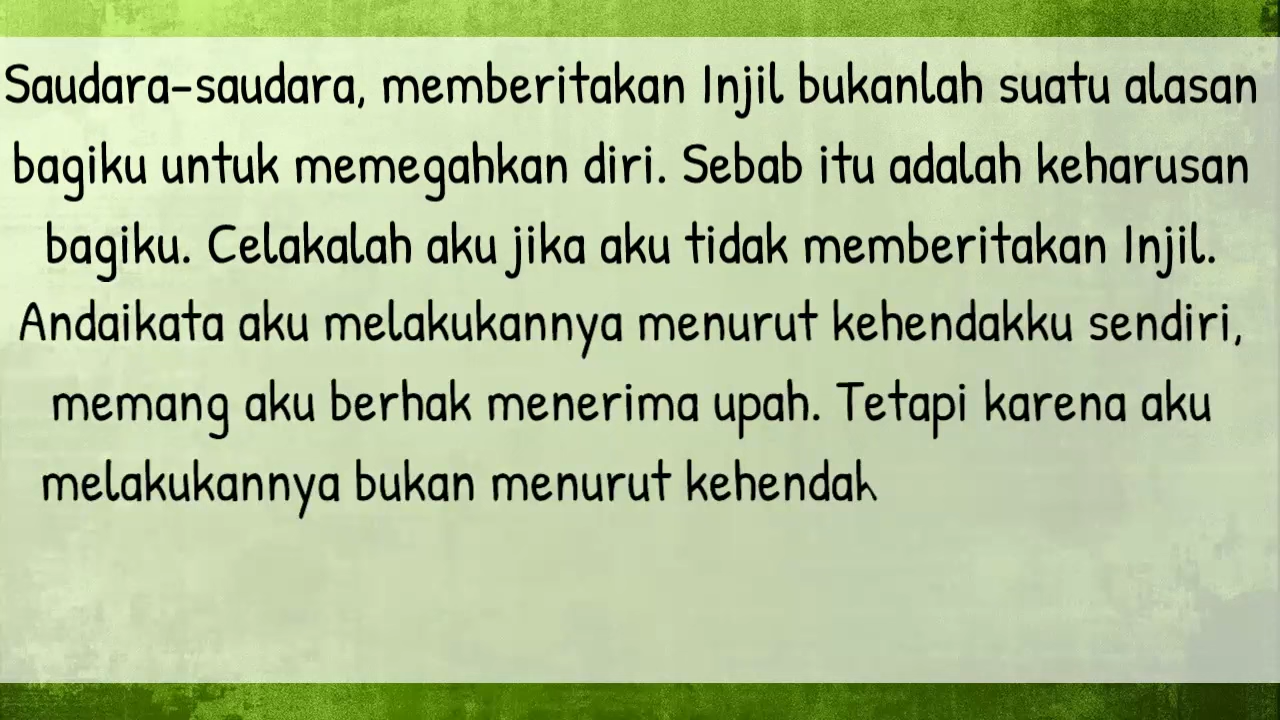 Saudara-saudara, memberitakan Injil bukanlah suatu alasan
bagiku untuk memegahkan diri. Sebab itu adalah keharusan
bagiku. Celakalah aku jika aku tidak memberitakan Injil.
Andaikata aku melakukannya menurut kehendakku sendiri,
memang aku berhak menerima upah. Tetapi karena aku
melakukannya bukan menurut kehendak